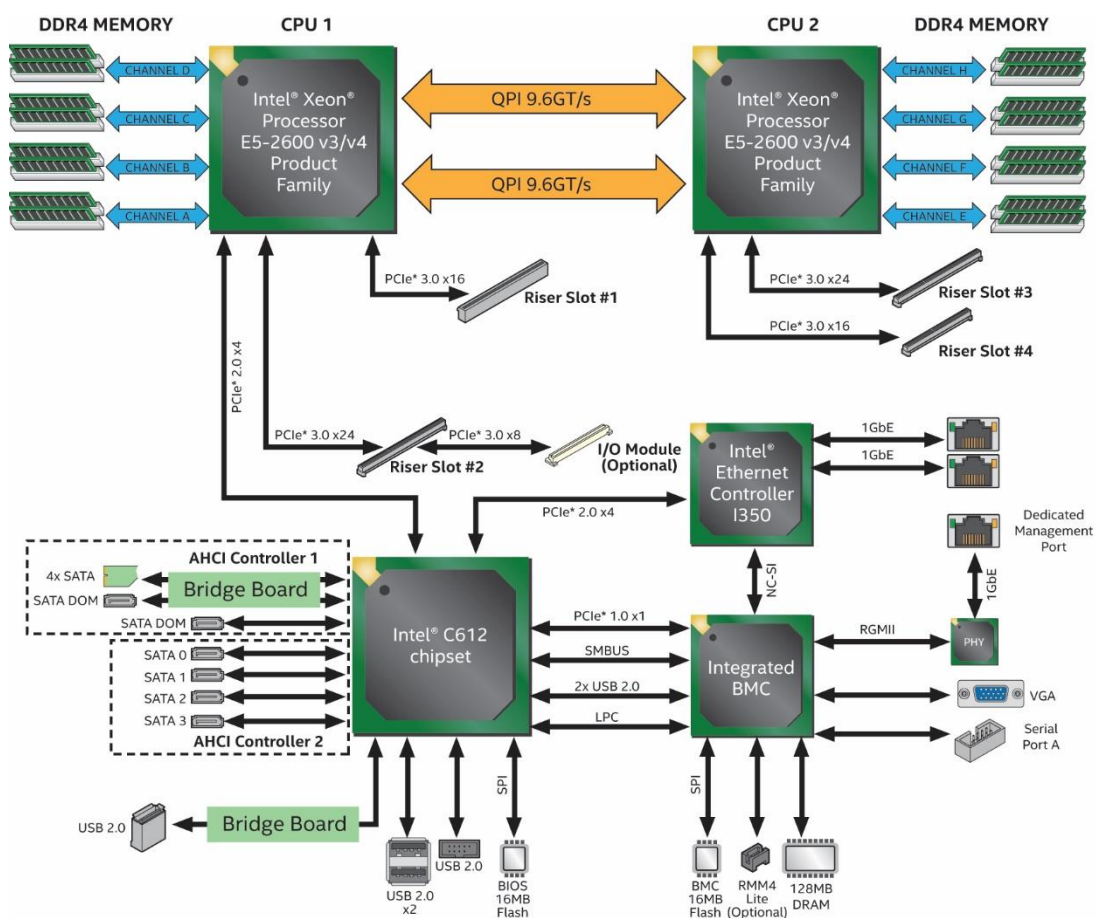 DDR4 MEMORY
CPU 1
CPU 2
DDR4 MEMORY
CHANNEL D
CHANNEL C
CHANNEL B
CHANNEL A
Intel® Xeon®
Processor
E5-2600 v3/v4
Product
Family
QPI 9.6GT/s
QPI 9.6GT/s
Intel® Xeon®
Processor
E5-2600 v3/v4
Product
Family
CHANNEL H
CHANNEL G
CHANNEL F
CHANNEL E
PCIe* 3.0 x16
Riser Slot #1
PCIe* 3.0 x24
Riser Slot #3
PCIe* 3.0 x16
Riser Slot #4
PCIe* 2.0 x4
PCIe* 3.0 x24
Riser Slot #2
PCIe* 3.0 x8
I/O Module
(Optional)
PCIe* 2.0 x4
Intel®
Ethernet
Controller
I350
1GbE
1GbE
Dedicated
Management
Port
1GbE
NC-SI
AHCI Controller 1
4x SATA
Bridge Board
SATA DOM
SATA DOM
SATA 0
SATA 1
SATA 2
SATA 3
AHCI Controller 2
Intel® C612
chipset
PCIe* 1.0 x1
SMBUS
2x USB 2.0
LPC
Integrated
BMC
RGMII
PHY
VGA
Serial
Port A
USB 2.0
Bridge Board
USB 2.0
x2
USB 2.0
SPI
BIOS
16MB
Flash
SPI
BMC
16MB
Flash
RMM4
Lite
(Optional)
128MB
DRAM